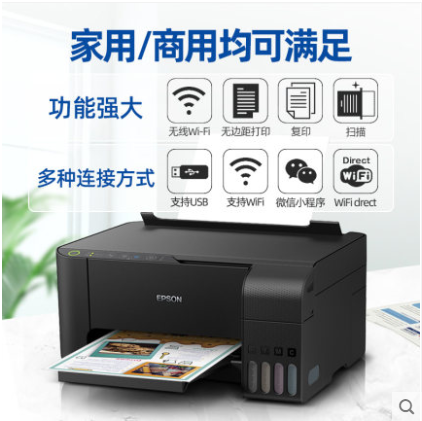 家用/商用均可满足
功能强大
无线Wi-Fi 无边距打印 复印 扫描
多种连接方式
Direct
WiFi
支持USB 支持WiFi 微信小程序 WiFi direct
EPSON